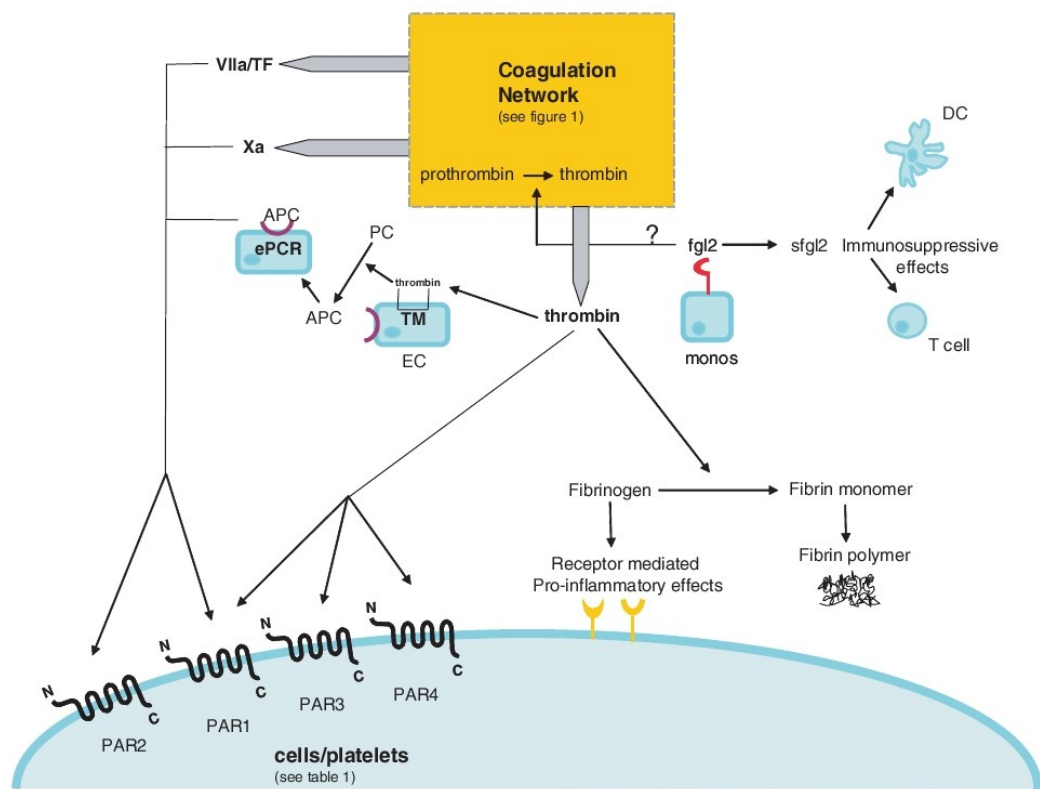 VIIa/TF
Coagulation
Network
(see figure 1)
DC
Xa
prothrombin
thrombin
APC
ePCR
PC
?
fgl2
sfgl2
Immunosuppressive
effects
thrombin
APC
TM
EC
thrombin
monos
T cell
Fibrinogen
Fibrin monomer
Receptor mediated
Pro-inflammatory effects
Fibrin polymer
N
C
PAR2
N
C
PAR1
N
C
PAR3
N
C
PAR4
cells/platelets
(see table 1)